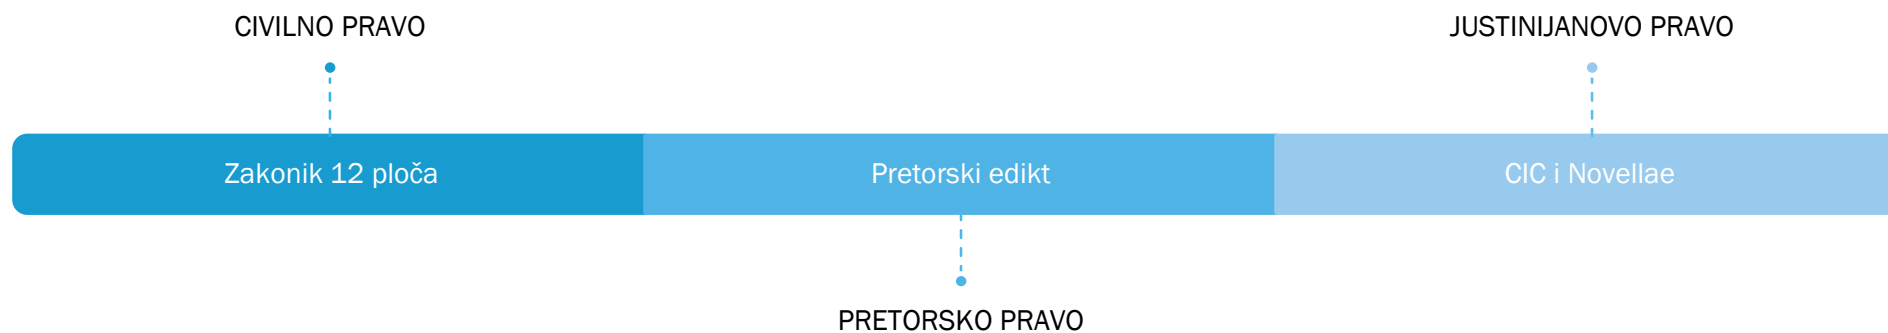 CIVILNO PRAVO
JUSTINIJANOVO PRAVO
Zakonik 12 ploča
Pretorski edikt
CIC i Novellae
PRETORSKO PRAVO